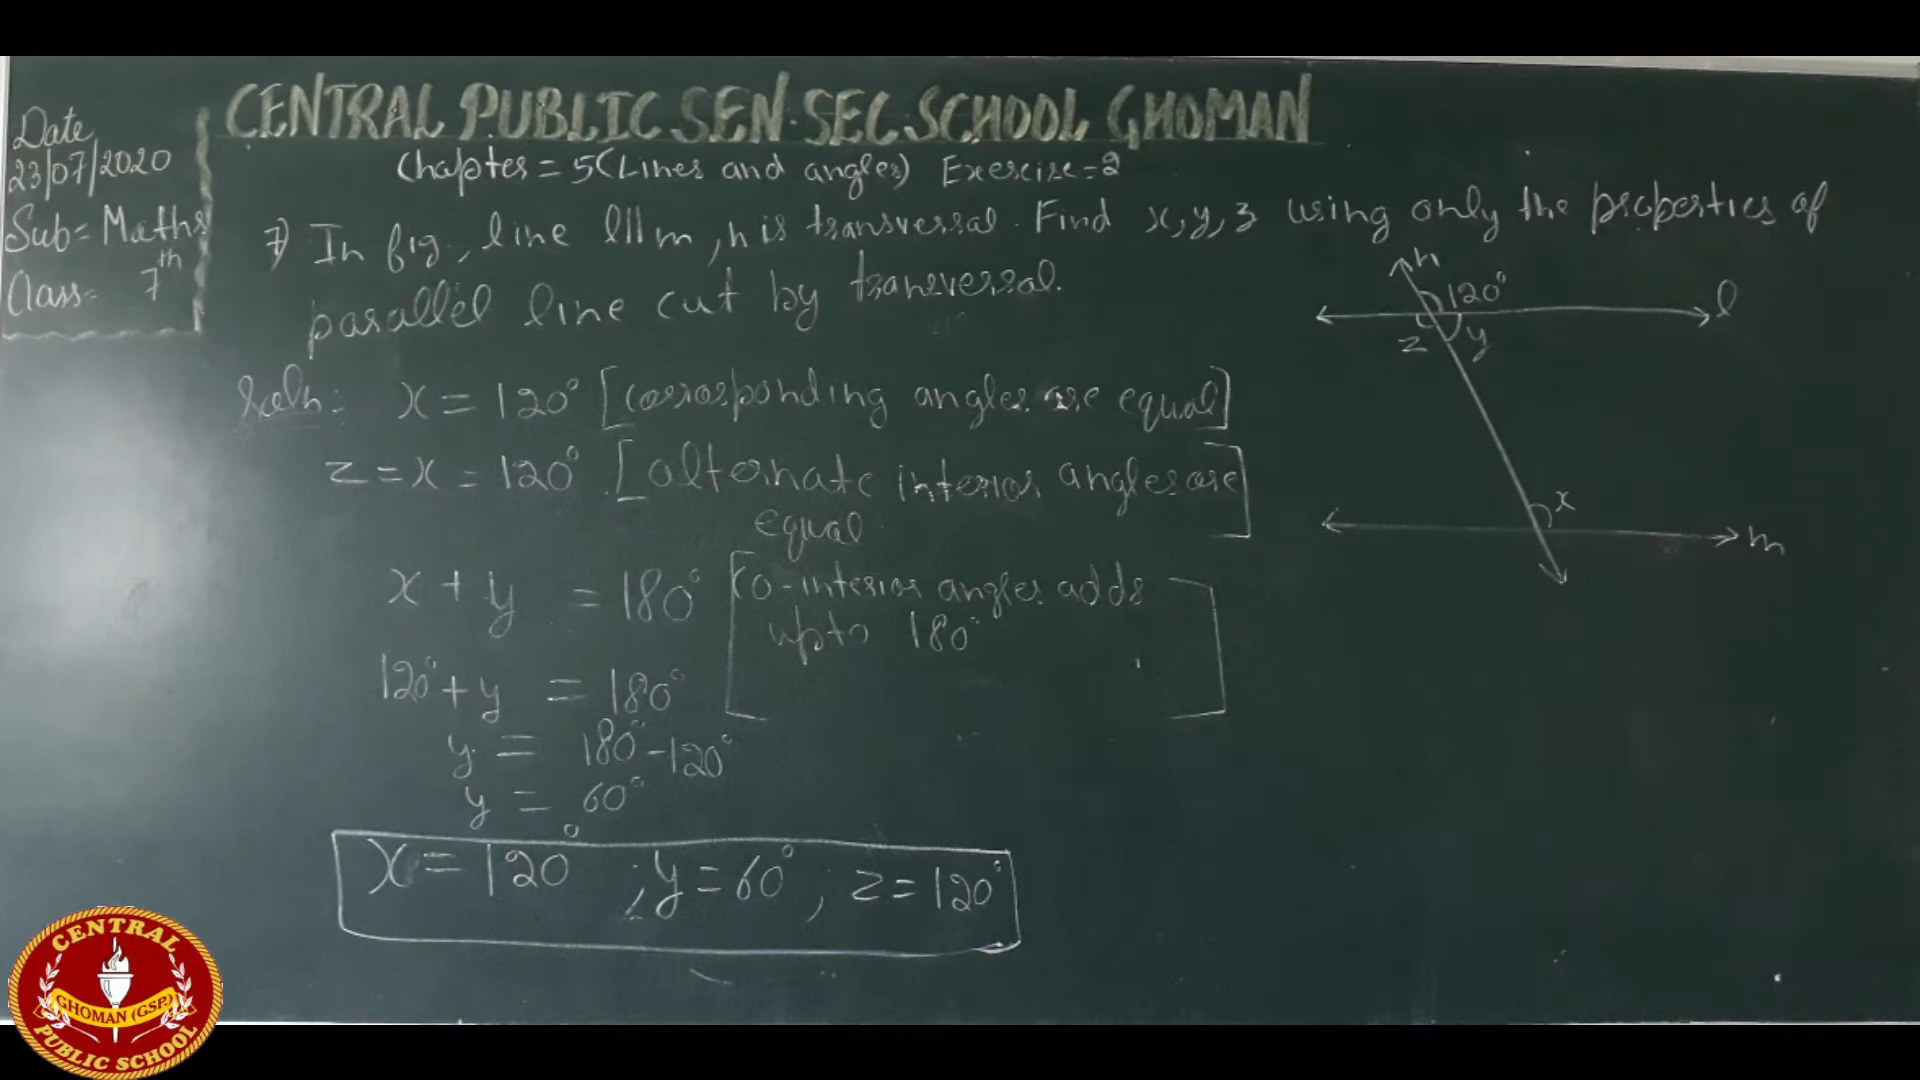 CENTRAL PUBLIC SEN. SEC. SCHOOL GHOMAN
Date
23/07/2020
Sub = Maths
Class = 7th
Chapter = 5 (Lines and angles) Exercise = 2
7) In fig., line l||m, n is transversal. Find x, y, z using only the properties of
parallel line cut by transversal.
Soln: x = 120° [corrosponding angles are equal]
z = x = 120° [alternate interior angles are
equal]
x + y = 180° [Co-interior angles adds
upto 180°]
120° + y = 180°
y = 180° - 120°
y = 60°
x = 120° ; y = 60° , z = 120°
n
120°
l
z y
x
m
CENTRAL
GHOMAN (GSP.)
PUBLIC SCHOOL